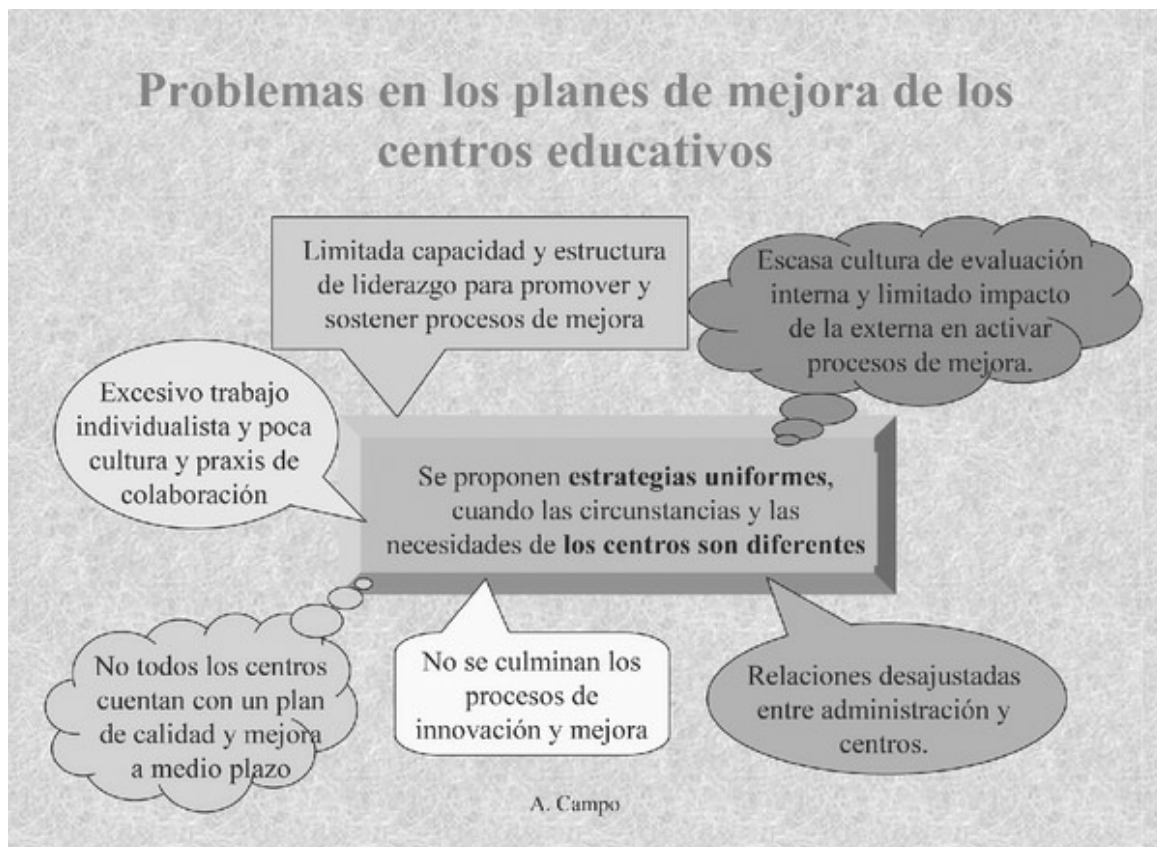 Problemas en los planes de mejora de los
centros educativos
Limitada capacidad y estructura
de liderazgo para promover y
sostener procesos de mejora
Escasa cultura de evaluación
interna y limitado impacto
de la externa en activar
procesos de mejora.
Excesivo trabajo
individualista y poca
cultura y praxis de
colaboración
Se proponen estrategias uniformes,
cuando las circunstancias y las
necesidades de los centros son diferentes
No todos los centros
cuentan con un plan
de calidad y mejora
a medio plazo
No se culminan los
procesos de
innovación y mejora
Relaciones desajustadas
entre administración y
centros.
A. Campo